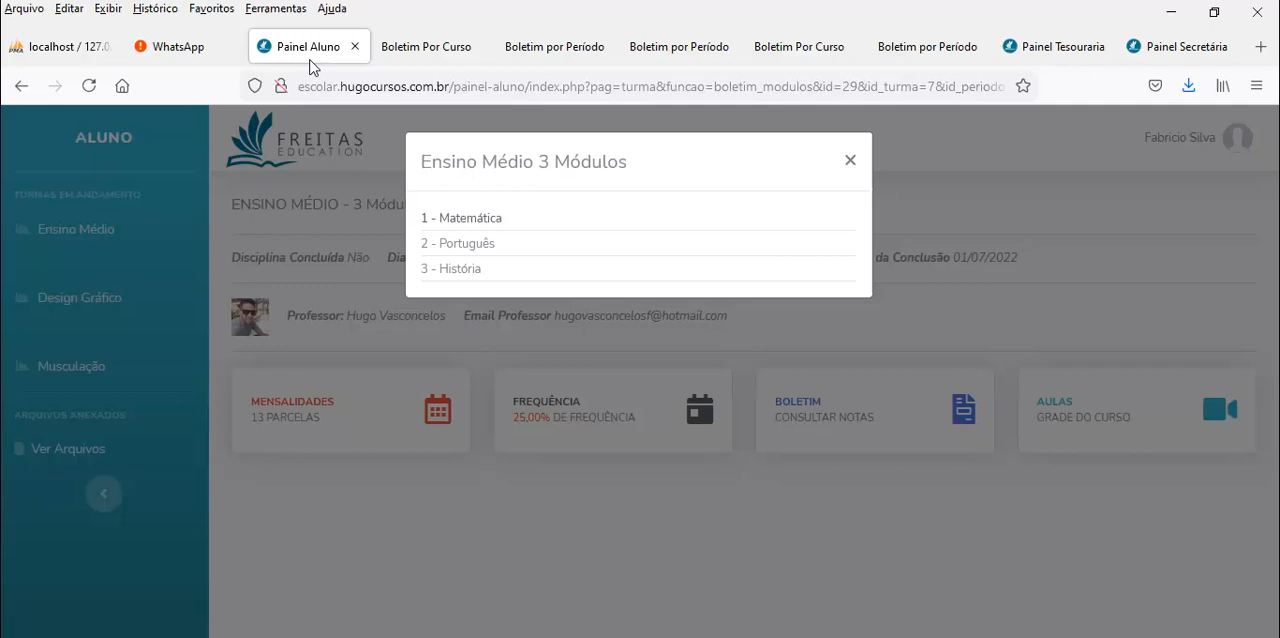 Arquivo Editar Exibir Histórico Favoritos Ferramentas Ajuda
localhost / 127.0. WhatsApp Painel Aluno Boletim Por Curso Boletim por Período Boletim por Período Boletim Por Curso Boletim por Período Painel Tesouraria Painel Secretária
escolar.hugocursos.com.br/painel-aluno/index.php?pag=turma&funcao=boletim_modulos&id=29&id_turma=7&id_periodo
ALUNO
FREITAS
EDUCATION
Fabricio Silva
Ensino Médio 3 Módulos
TURMAS EM ANDAMENTO
ENSINO MÉDIO - 3 Módu
1 - Matemática
Ensino Médio
2 - Português
Disciplina Concluída Não Dia
da Conclusão 01/07/2022
3 - História
Design Gráfico
Professor: Hugo Vasconcelos Email Professor hugovasconcelosf@hotmail.com
Musculação
MENSALIDADES
13 PARCELAS
FREQUÊNCIA
25,00% DE FREQUÊNCIA
BOLETIM
CONSULTAR NOTAS
AULAS
GRADE DO CURSO
ARQUIVOS ANEXADOS
Ver Arquivos